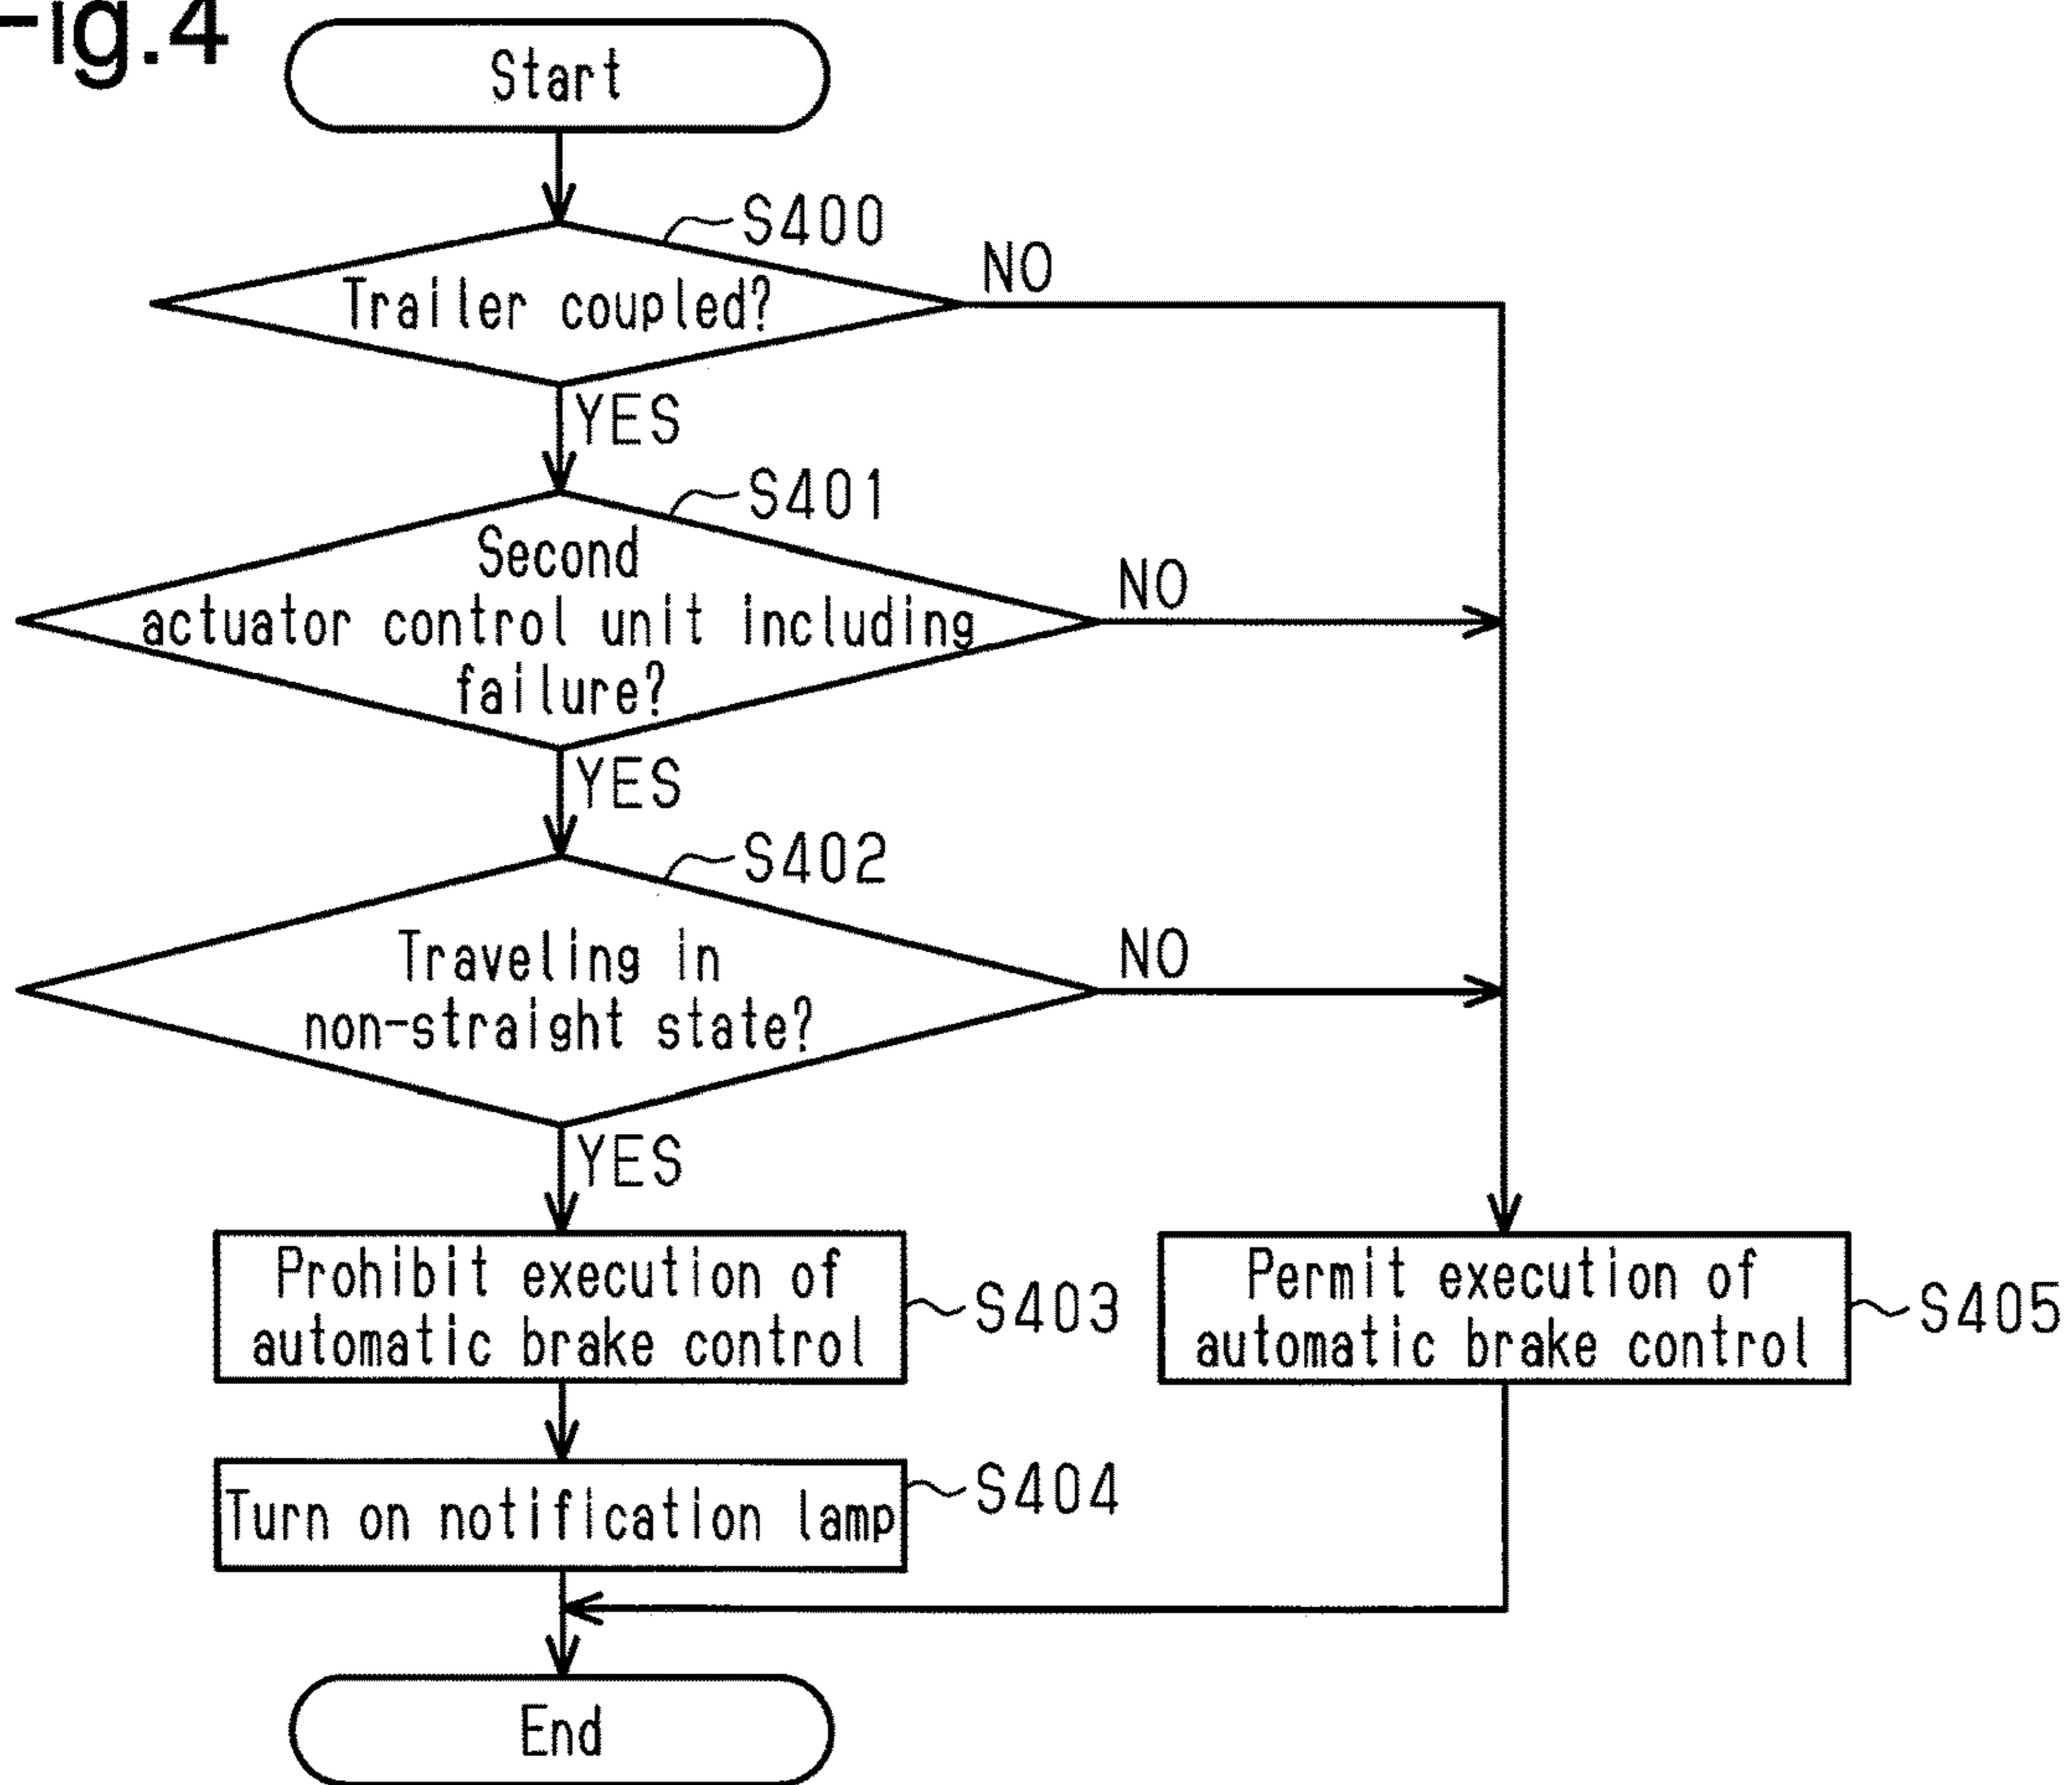 Fig.4
Start
S400
Trailer coupled?
NO
YES
S401
Second
actuator control unit including
failure?
NO
YES
S402
Traveling in
non-straight state?
NO
YES
Prohibit execution of
automatic brake control
S403
Permit execution of
automatic brake control
S405
Turn on notification lamp
S404
End